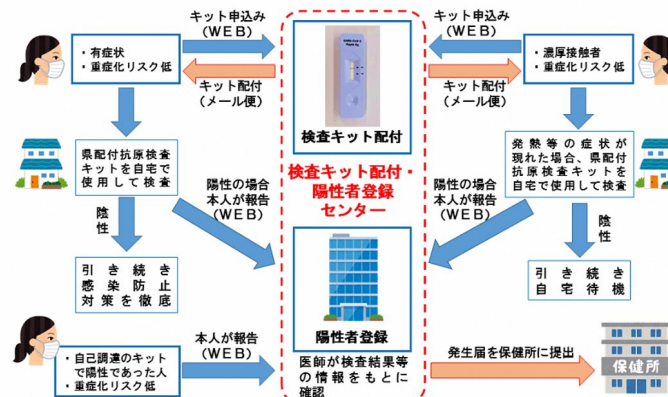 キット申込み
(WEB)
・有症状
・重症化リスク低
キット配付
(メール便)
検査キット配付
キット申込み
(WEB)
・濃厚接触者
・重症化リスク低
キット配付
(メール便)
県配付抗原検査
キットを自宅で
使用して検査
陽性の場合
本人が報告
(WEB)
陰性
引き続き
感染防止
対策を徹底
検査キット配付・
陽性者登録
センター
発熱等の症状が
現れた場合、県配付
抗原検査キットを
自宅で使用して検査
陽性の場合
本人が報告
(WEB)
陰性
引き続き
自宅待機
・自己調達のキット
で陽性であった人
・重症化リスク低
本人が報告
(WEB)
陽性者登録
医師が検査結果等
の情報をもとに
確認
発生届を保健所に提出
保健所